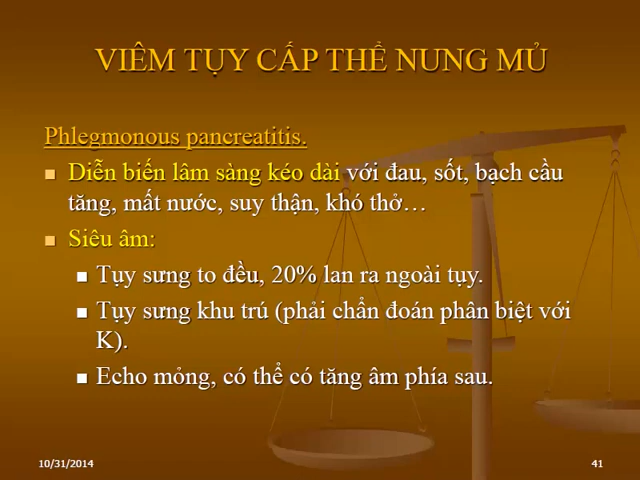 VIÊM TỤY CẤP THỂ NUNG MỦ
Phlegmonous pancreatitis.
Diễn biến lâm sàng kéo dài với đau, sốt, bạch cầu
tăng, mất nước, suy thận, khó thở…
Siêu âm:
Tụy sưng to đều, 20% lan ra ngoài tụy.
Tụy sưng khu trú (phải chẩn đoán phân biệt với
K).
Echo mỏng, có thể có tăng âm phía sau.
10/31/2014
41